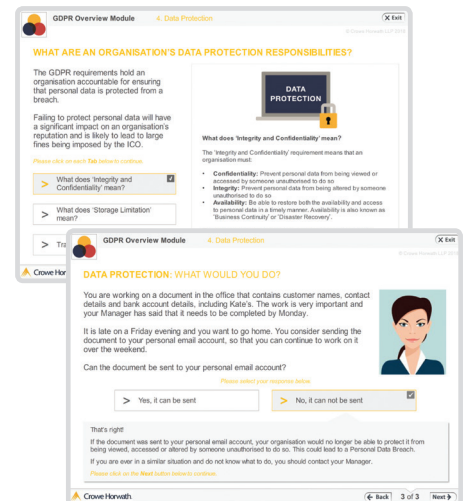 GDPR Overview Module
4. Data Protection
X Exit
© Crowe Horwath LLP 2018
WHAT ARE AN ORGANISATION'S DATA PROTECTION RESPONSIBILITIES?
The GDPR requirements hold an
organisation accountable for ensuring
that personal data is protected from a
breach.
Failing to protect personal data will have
a significant impact on an organisation's
reputation and is likely to lead to large
fines being imposed by the ICO.
Please click on each Tab below to continue.
> What does 'Integrity and
Confidentiality' mean?
> What does 'Storage Limitation'
mean?
> Tra
Crowe Hor
DATA
PROTECTION
What does 'Integrity and Confidentiality' mean?
The 'Integrity and Confidentiality' requirement means that an
organisation must:
• Confidentiality: Prevent personal data from being viewed or
accessed by someone unauthorised to do so
• Integrity: Prevent personal data from being altered by someone
unauthorised to do so
• Availability: Be able to restore both the availability and access
to personal data in a timely manner. Availability is also known as
'Business Continuity' or 'Disaster Recovery'.
GDPR Overview Module
4. Data Protection
X Exit
© Crowe Horwath LLP 2018
DATA PROTECTION: WHAT WOULD YOU DO?
You are working on a document in the office that contains customer names, contact
details and bank account details, including Kate's. The work is very important and
your Manager has said that it needs to be completed by Monday.
It is late on a Friday evening and you want to go home. You consider sending the
document to your personal email account, so that you can continue to work on it
over the weekend.
Can the document be sent to your personal email account?
Please select your response below.
> Yes, it can be sent
> No, it can not be sent
That's right!
If the document was sent to your personal email account, your organisation would no longer be able to protect it from
being viewed, accessed or altered by someone unauthorised to do so. This could lead to a Personal Data Breach.
If you are ever in a similar situation and do not know what to do, you should contact your Manager.
Please click on the Next button below to continue.
Crowe Horwath.
Back
3 of 3
Next